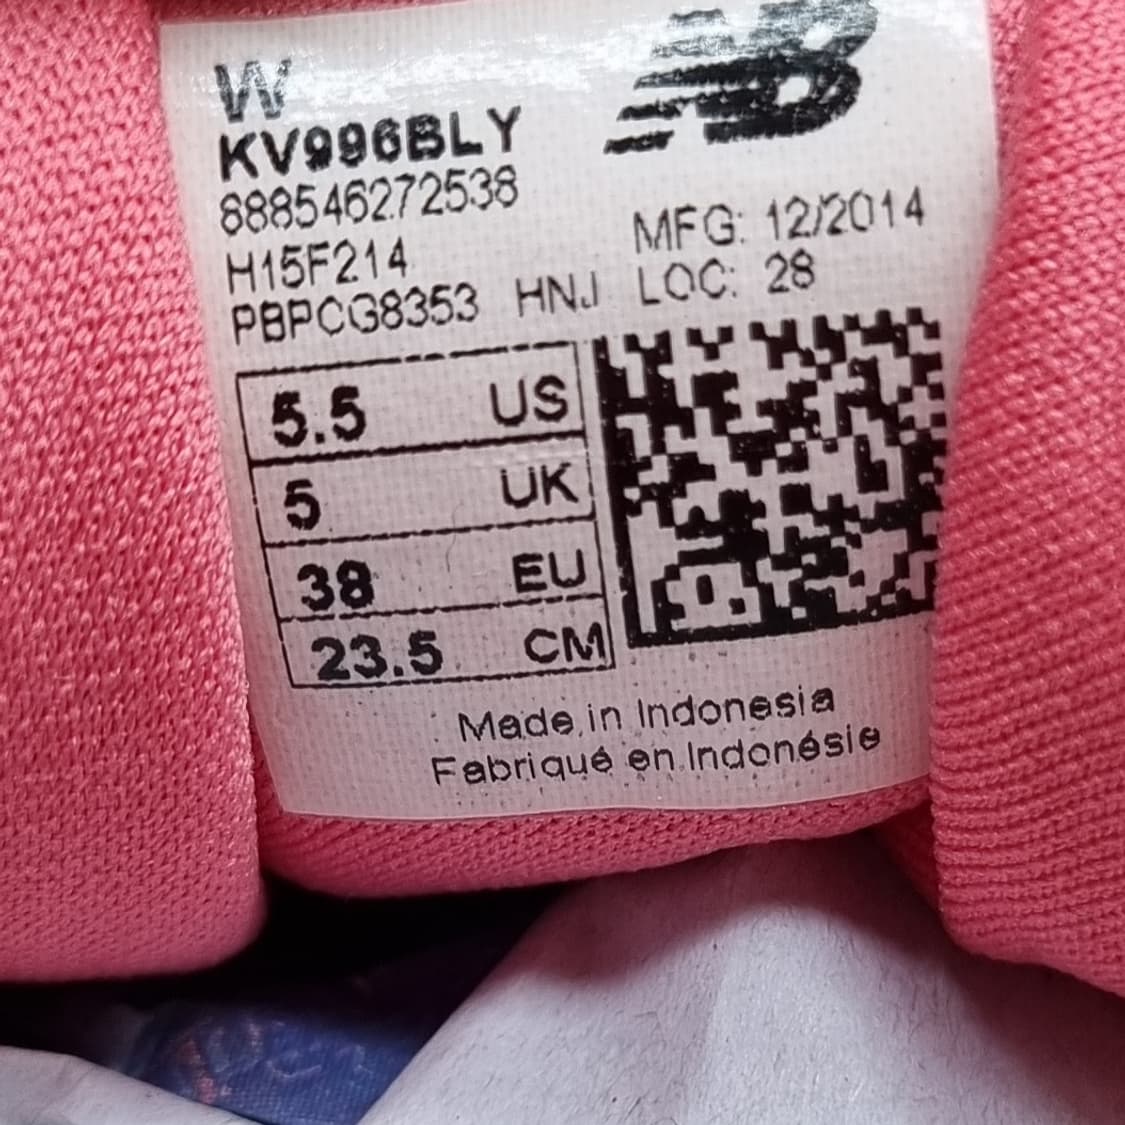 W
KV996BLY
888546272538
H15F214
PBPCG8353 HNJ
NB
MFG: 12/2014
LOC: 28
5.5 US
5 UK
38 EU
23.5 CM
Made in Indonesia
Fabriqué en Indonésie